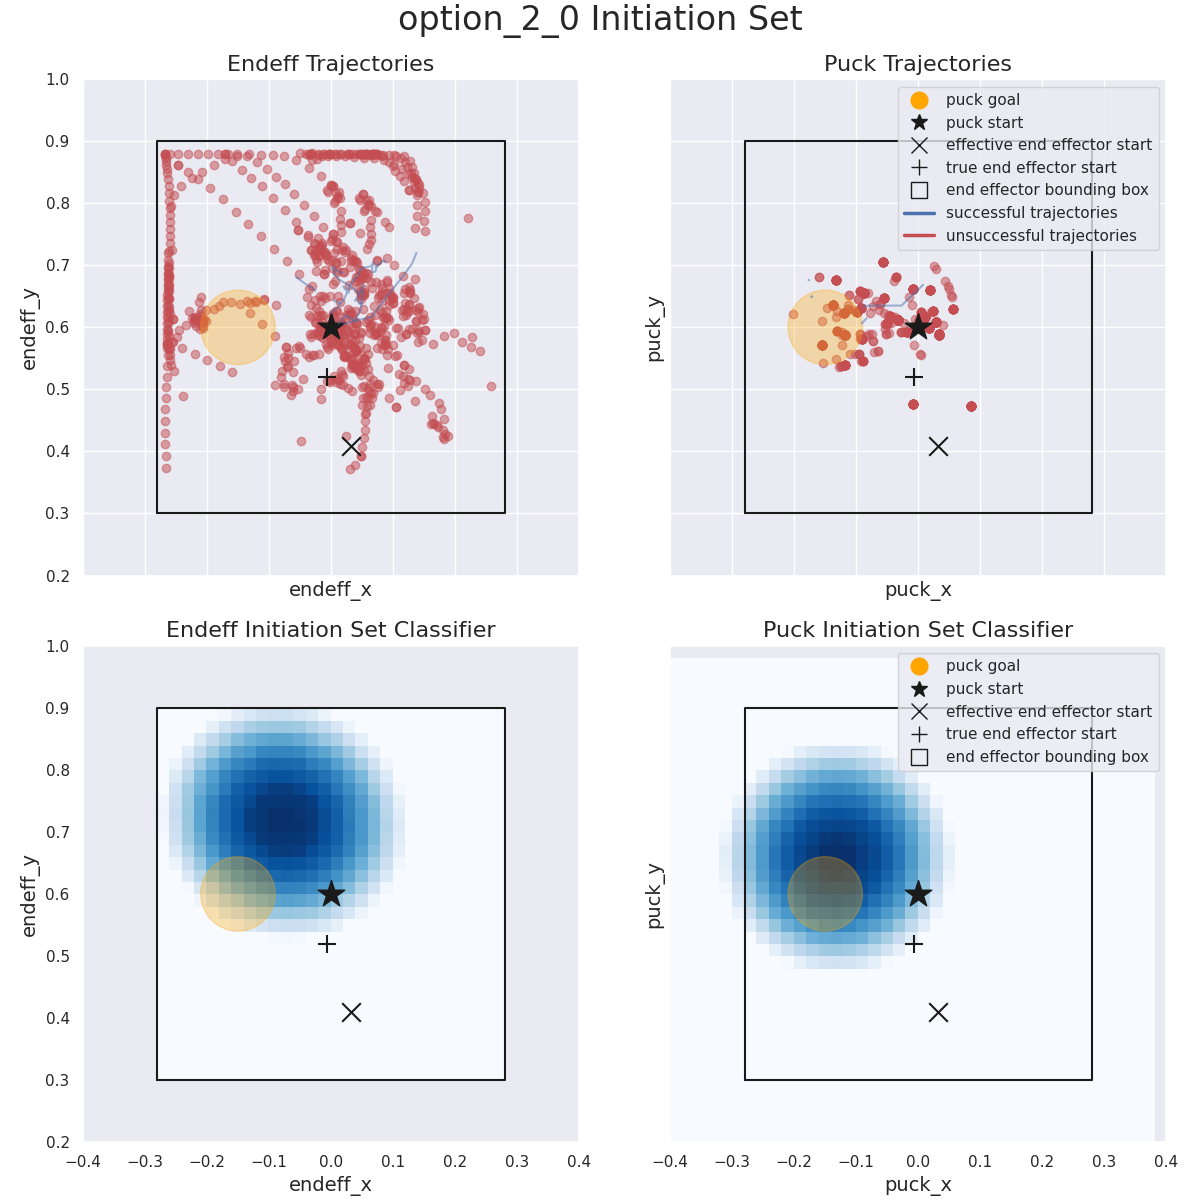 option_2_0 Initiation Set
Endeff Trajectories
Puck Trajectories
1.0
0.9
0.8
0.7
0.6
0.5
0.4
0.3
0.2
endeff_y
endeff_x
puck_y
puck_x
puck goal
puck start
effective end effector start
true end effector start
end effector bounding box
successful trajectories
unsuccessful trajectories
Endeff Initiation Set Classifier
Puck Initiation Set Classifier
1.0
0.9
0.8
0.7
0.6
0.5
0.4
0.3
0.2
endeff_y
-0.4 -0.3 -0.2 -0.1 0.0 0.1 0.2 0.3 0.4
endeff_x
puck_y
puck goal
puck start
effective end effector start
true end effector start
end effector bounding box
-0.4 -0.3 -0.2 -0.1 0.0 0.1 0.2 0.3 0.4
puck_x